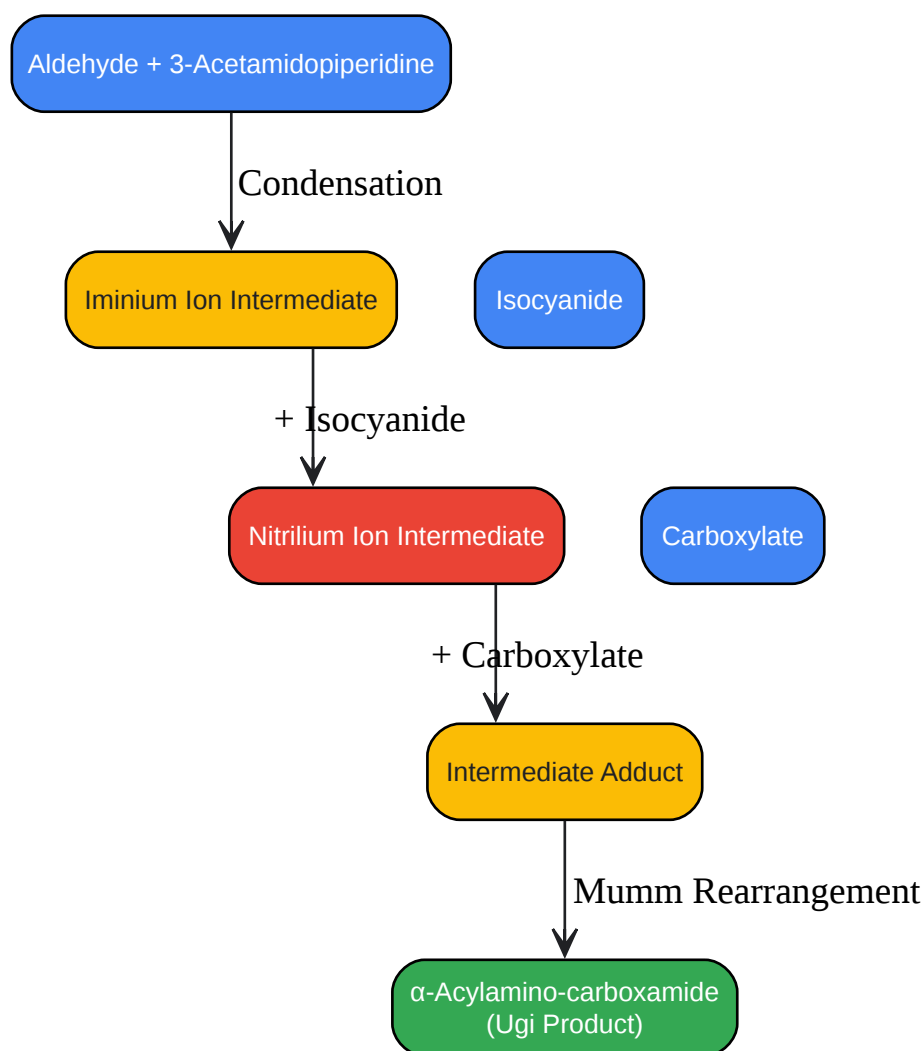 Aldehyde + 3-Acetamidopiperidine
Condensation
Iminium Ion Intermediate
Isocyanide
+ Isocyanide
Nitrilium Ion Intermediate
Carboxylate
+ Carboxylate
Intermediate Adduct
Mumm Rearrangement
α-Acylamino-carboxamide
(Ugi Product)